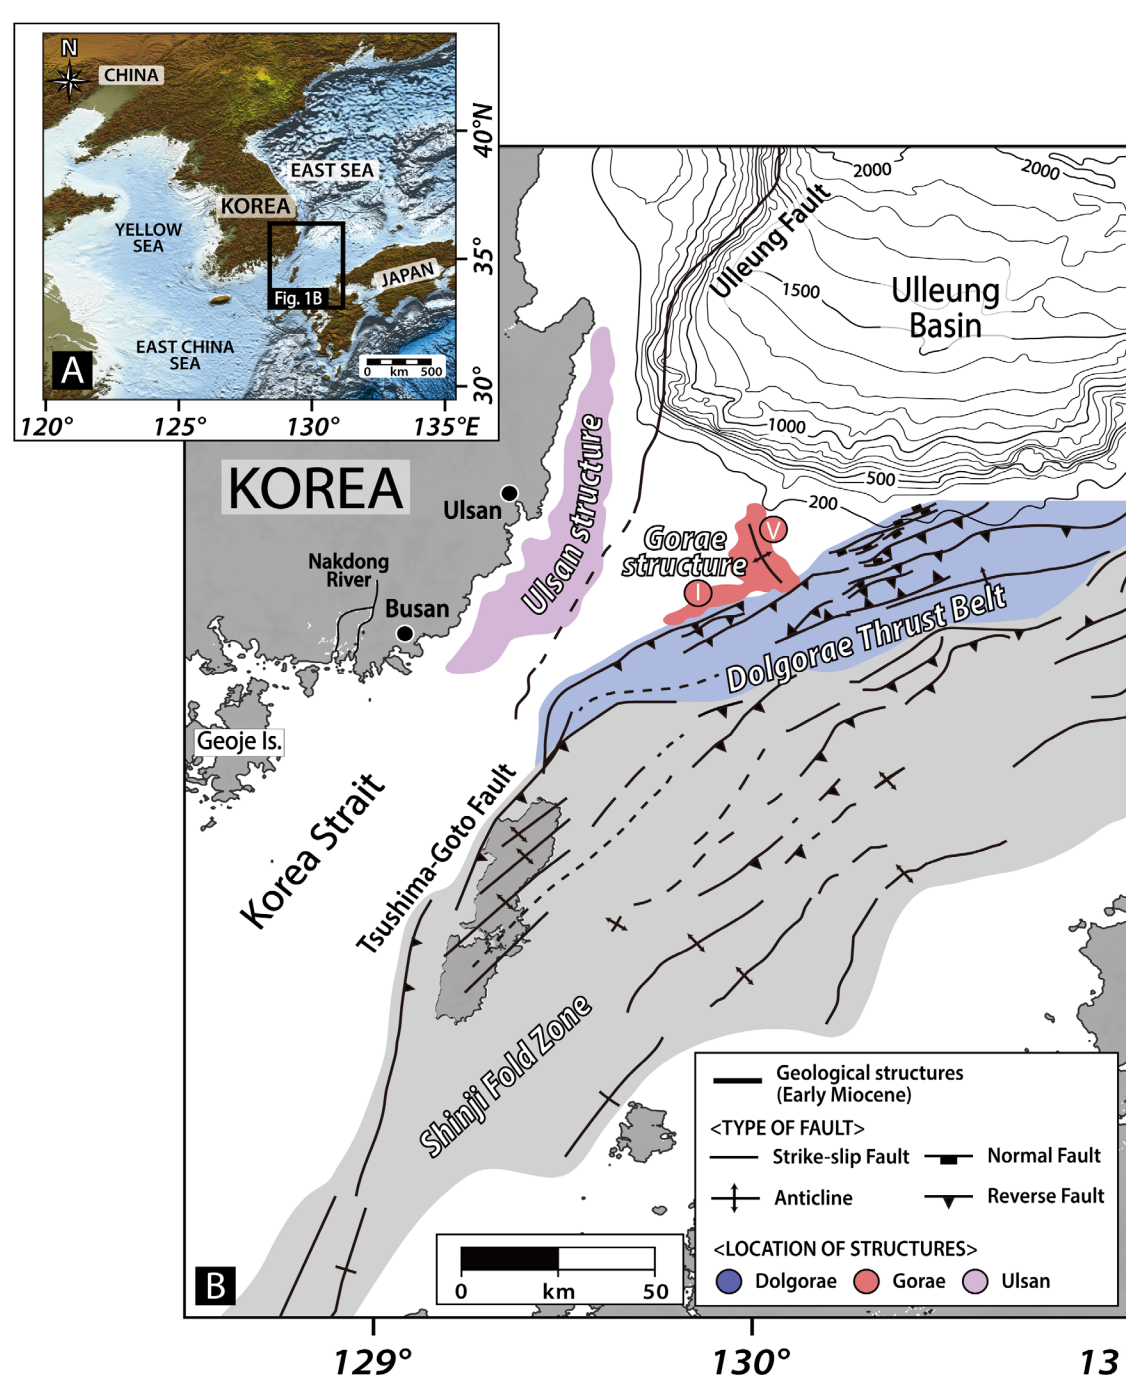 N
CHINA
EAST SEA
KOREA
YELLOW
SEA
JAPAN
Fig. 1B
EAST CHINA
SEA
A
0 km 500
40°N
35°
30°
120° 125° 130° 135°E
2000
2000
Ulleung Fault
1500
Ulleung
Basin
1000
500
200
KOREA
Ulsan
Ulsan structure
Gorae
structure
V
I
Nakdong
River
Busan
Dolgorae Thrust Belt
Geoje Is.
Korea Strait
Tsushima-Goto Fault
Shinji Fold Zone
Geological structures
(Early Miocene)
<TYPE OF FAULT>
Strike-slip Fault
Normal Fault
Anticline
Reverse Fault
<LOCATION OF STRUCTURES>
Dolgorae
Gorae
Ulsan
B
0 km 50
129° 130° 13